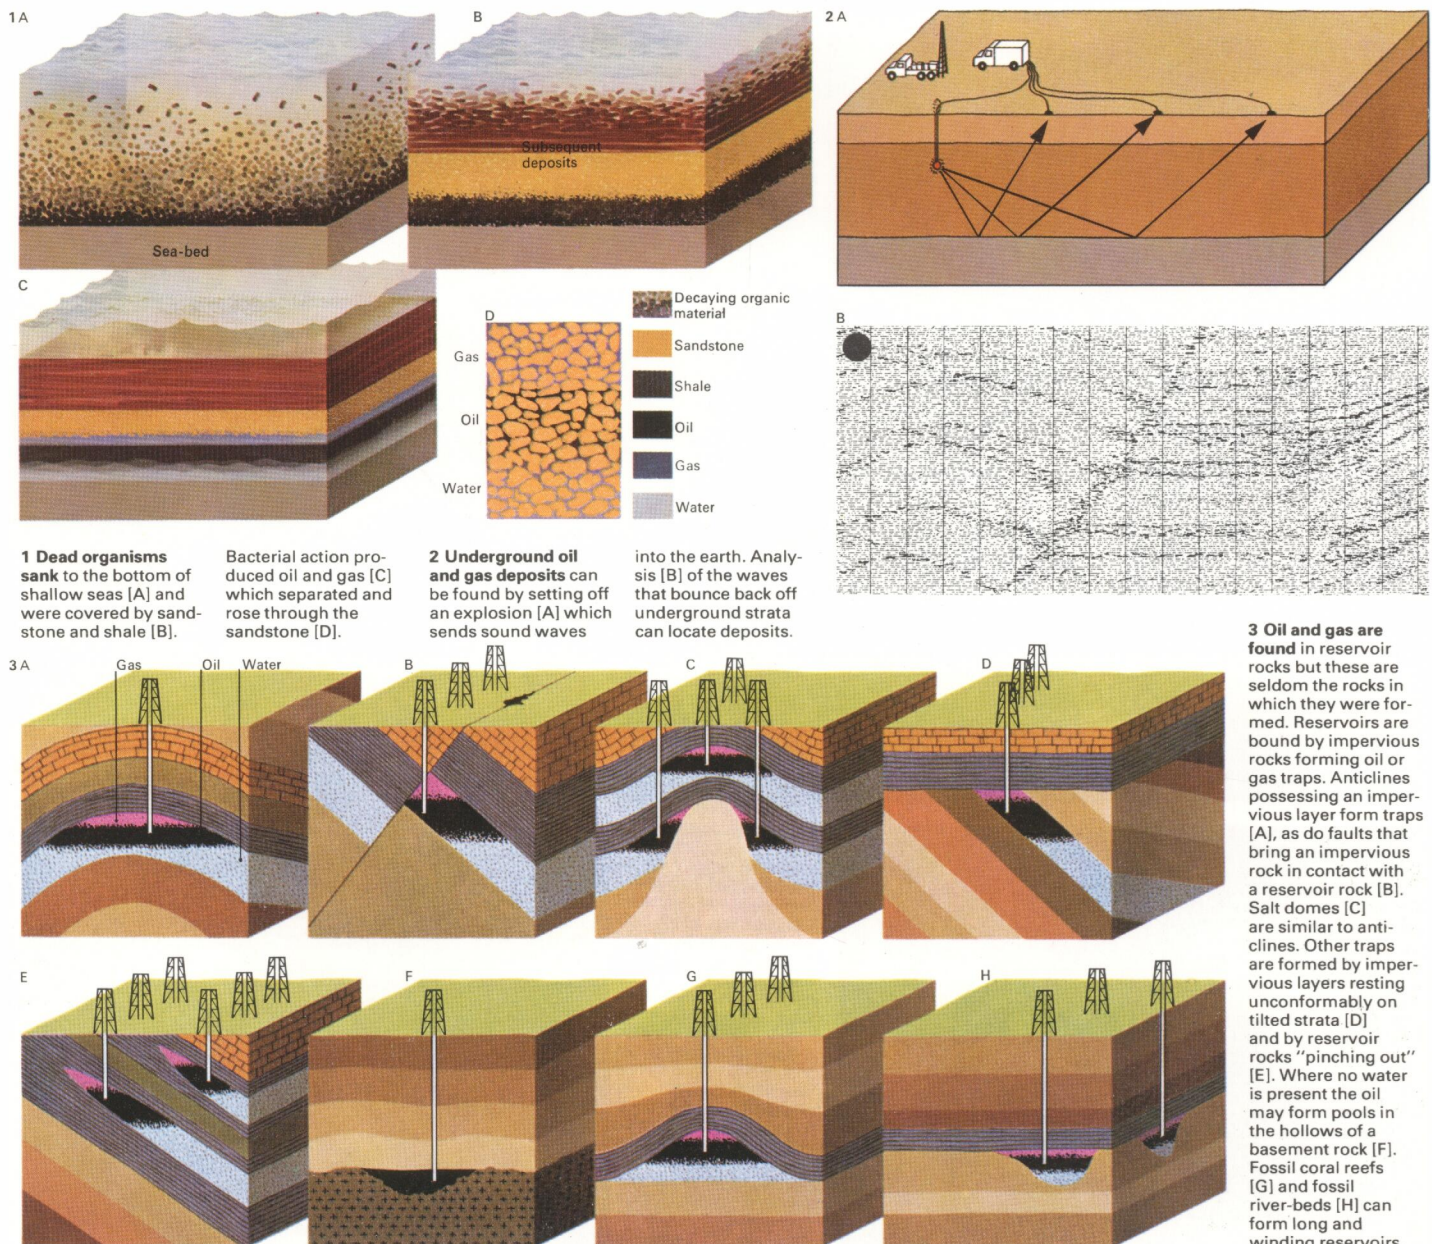 1 A
B
Subsequent
deposits
Sea-bed
C
D
Gas
Oil
Water
Decaying organic
material
Sandstone
Shale
Oil
Gas
Water
2 A
B
1 Dead organisms
sank to the bottom of
shallow seas [A] and
were covered by sand-
stone and shale [B].
Bacterial action pro-
duced oil and gas [C]
which separated and
rose through the
sandstone [D].
2 Underground oil
and gas deposits can
be found by setting off
an explosion [A] which
sends sound waves
into the earth. Analy-
sis [B] of the waves
that bounce back off
underground strata
can locate deposits.
3 A
Gas
Oil
Water
B
C
D
E
F
G
H
3 Oil and gas are
found in reservoir
rocks but these are
seldom the rocks in
which they were for-
med. Reservoirs are
bound by impervious
rocks forming oil or
gas traps. Anticlines
possessing an imper-
vious layer form traps
[A], as do faults that
bring an impervious
rock in contact with
a reservoir rock [B].
Salt domes [C]
are similar to anti-
clines. Other traps
are formed by imper-
vious layers resting
unconformably on
tilted strata [D]
and by reservoir
rocks "pinching out"
[E]. Where no water
is present the oil
may form pools in
the hollows of a
basement rock [F].
Fossil coral reefs
[G] and fossil
river-beds [H] can
form long and
winding reservoirs